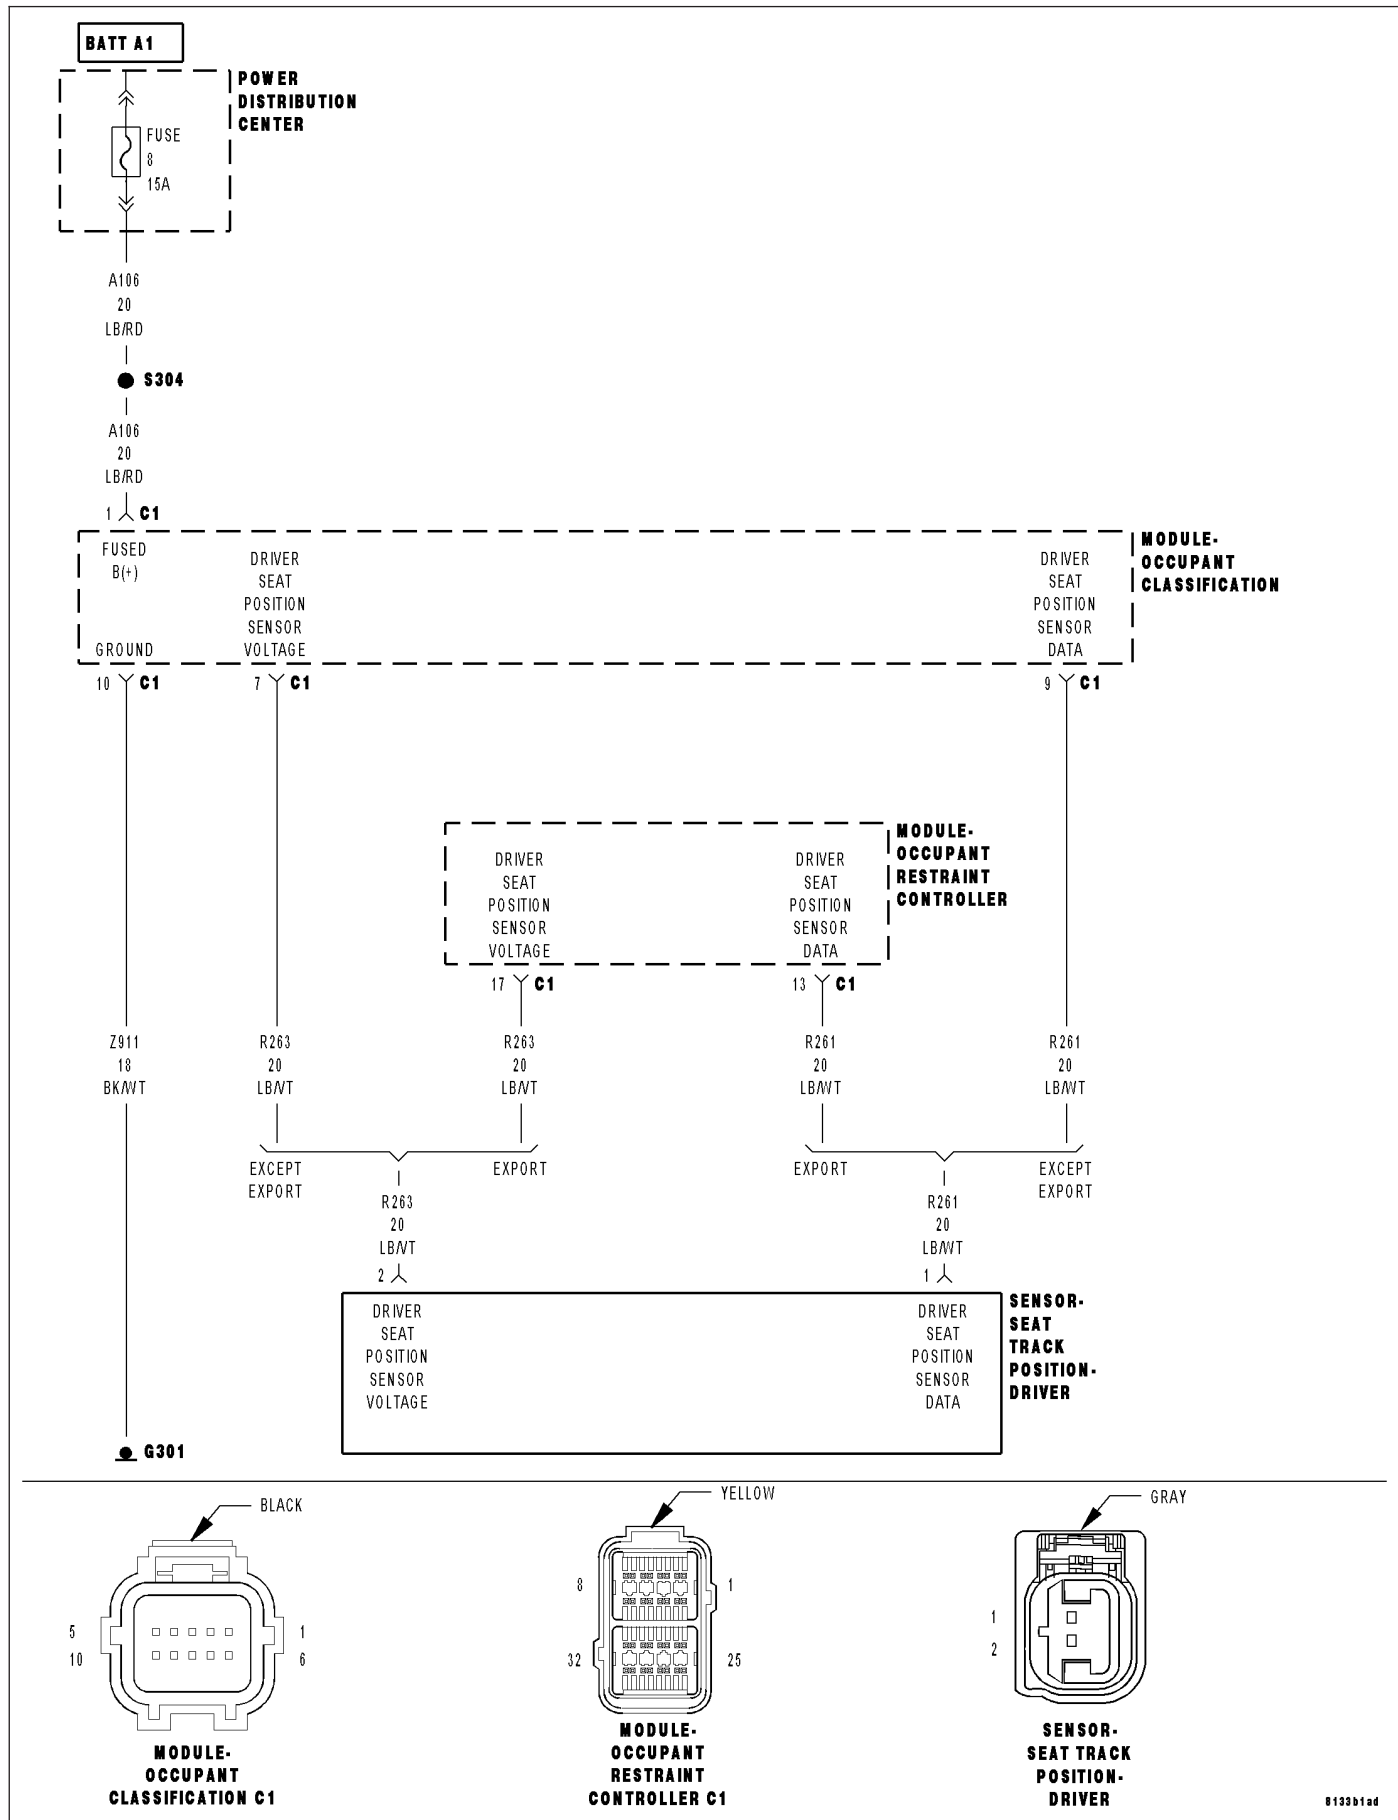 BATT A1
POWER
DISTRIBUTION
CENTER
FUSE
8
15A
A106
20
LB/RD
S304
A106
20
LB/RD
1 C1
FUSED
B(+)
GROUND
DRIVER
SEAT
POSITION
SENSOR
VOLTAGE
DRIVER
SEAT
POSITION
SENSOR
DATA
MODULE-
OCCUPANT
CLASSIFICATION
10 C1
7 C1
9 C1
DRIVER
SEAT
POSITION
SENSOR
VOLTAGE
DRIVER
SEAT
POSITION
SENSOR
DATA
MODULE-
OCCUPANT
RESTRAINT
CONTROLLER
17 C1
13 C1
Z911
18
BK/WT
R263
20
LB/VT
R263
20
LB/VT
R261
20
LB/WT
R261
20
LB/WT
EXCEPT
EXPORT
EXPORT
EXPORT
EXCEPT
EXPORT
R263
20
LB/VT
2
R261
20
LB/WT
1
DRIVER
SEAT
POSITION
SENSOR
VOLTAGE
DRIVER
SEAT
POSITION
SENSOR
DATA
SENSOR-
SEAT
TRACK
POSITION-
DRIVER
G301
BLACK
5
10
1
6
MODULE-
OCCUPANT
CLASSIFICATION C1
YELLOW
8
1
32
25
MODULE-
OCCUPANT
RESTRAINT
CONTROLLER C1
GRAY
1
2
SENSOR-
SEAT TRACK
POSITION-
DRIVER
8133b1ad